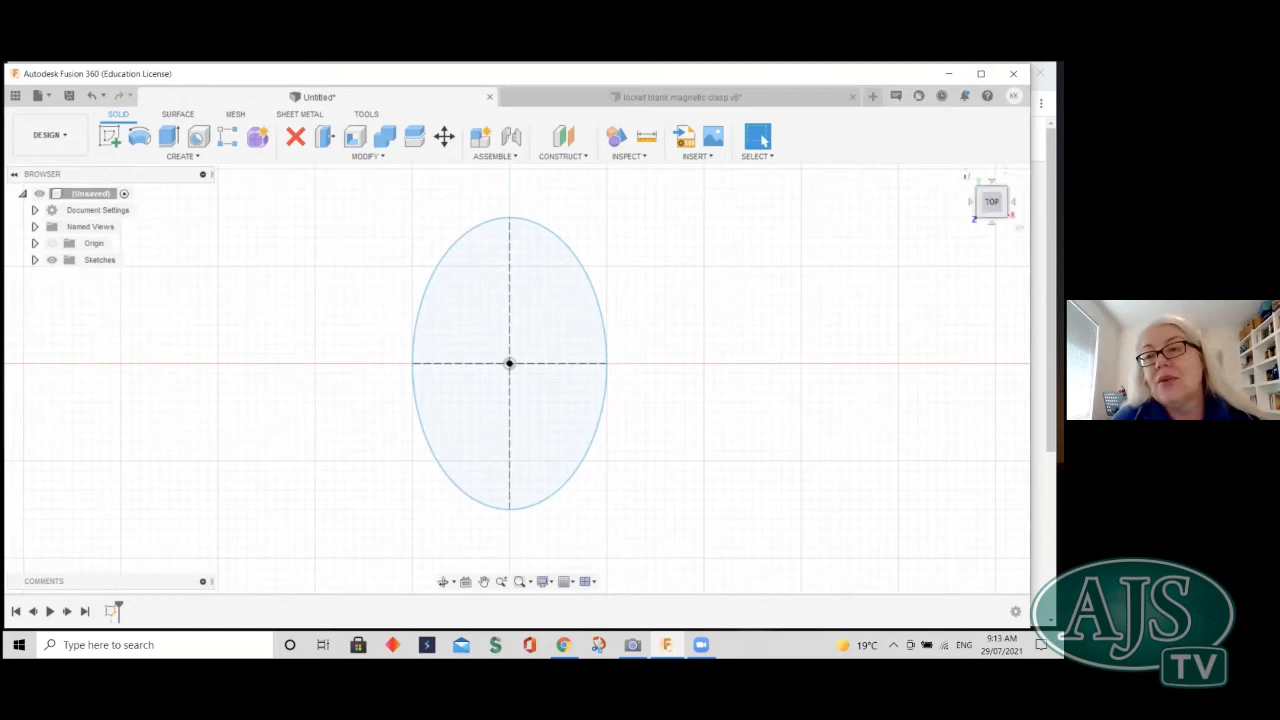 Autodesk Fusion 360 (Education License)
Untitled*
locket blank magnetic clasp v6*
KK
SOLID
SURFACE
MESH
SHEET METAL
TOOLS
DESIGN
CREATE
MODIFY
ASSEMBLE
CONSTRUCT
INSPECT
INSERT
SELECT
BROWSER
(Unsaved)
Document Settings
Named Views
Origin
Sketches
TOP
Z
X
COMMENTS
Type here to search
19°C
ENG
9:13 AM
29/07/2021
AJS
TV